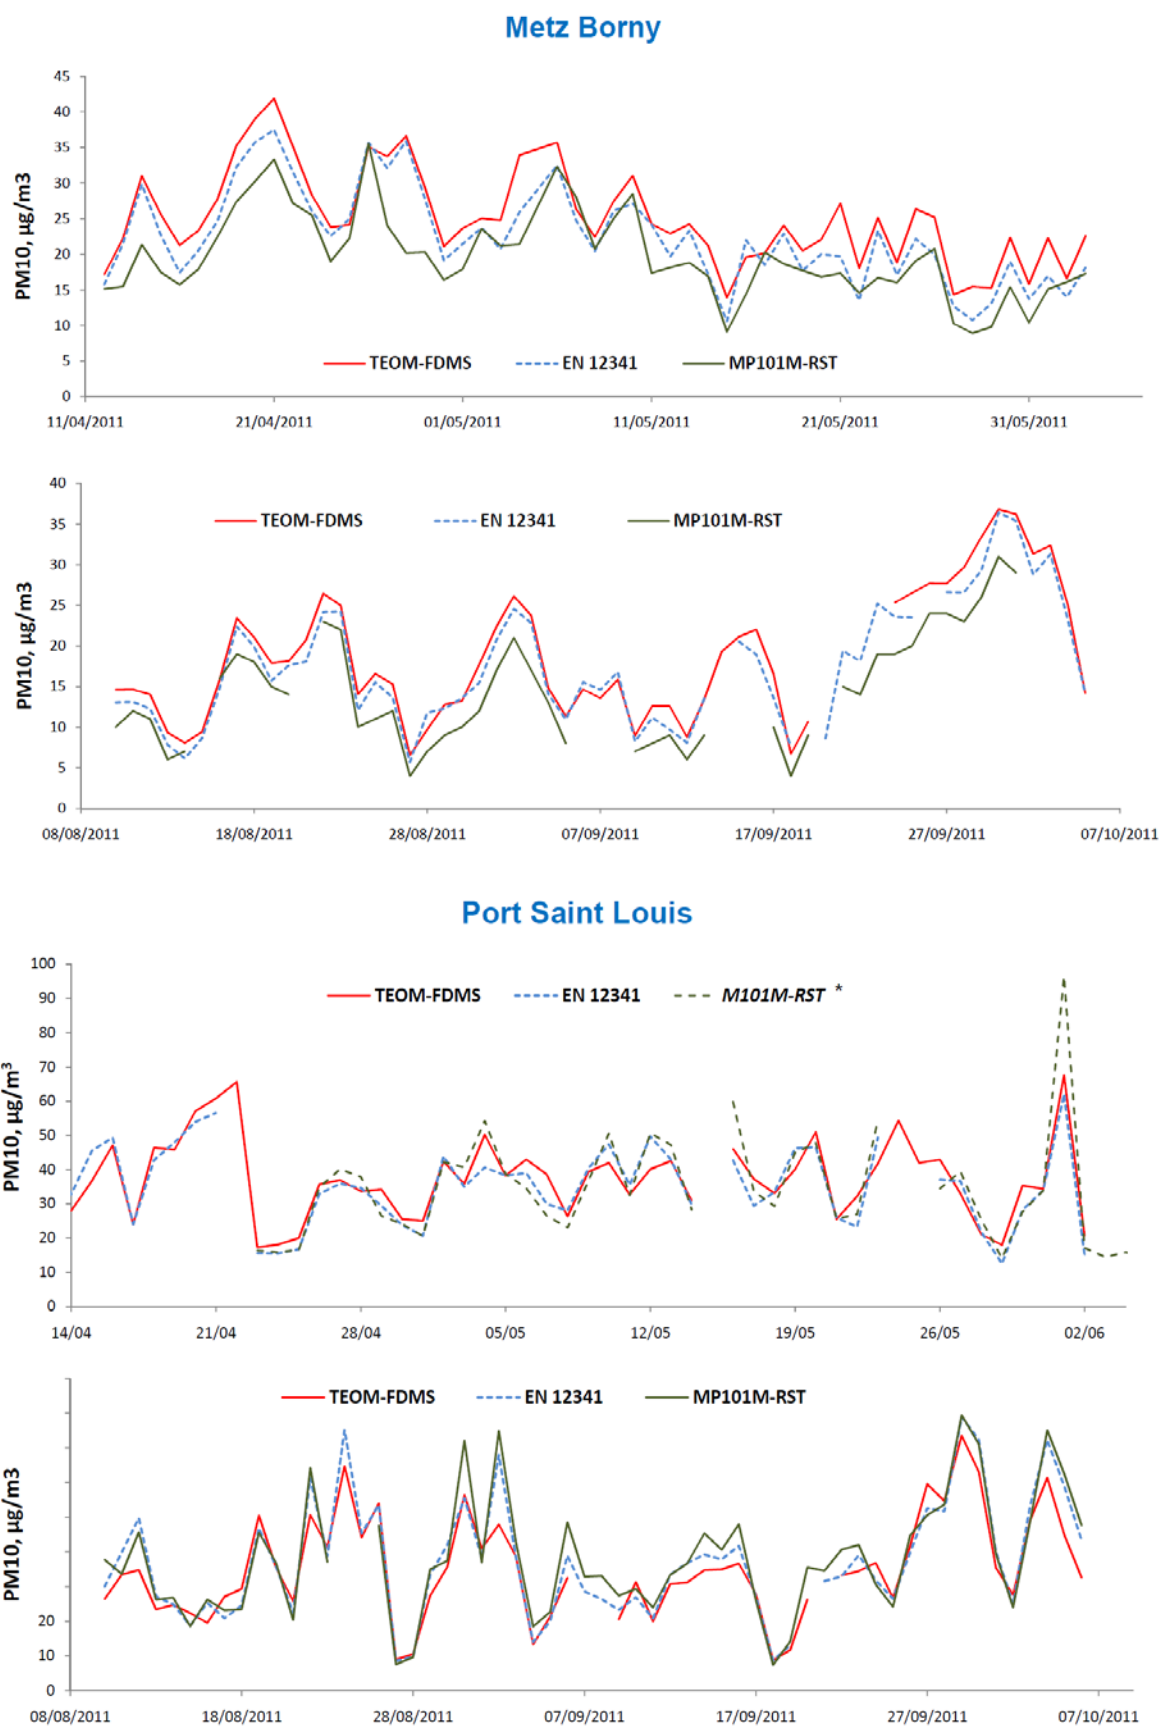 Metz Borny
45
40
35
30
25
20
15
10
5
0
PM10, µg/m3
TEOM-FDMS EN 12341 MP101M-RST
11/04/2011 21/04/2011 01/05/2011 11/05/2011 21/05/2011 31/05/2011
40
35
30
25
20
15
10
5
0
PM10, µg/m3
TEOM-FDMS EN 12341 MP101M-RST
08/08/2011 18/08/2011 28/08/2011 07/09/2011 17/09/2011 27/09/2011 07/10/2011
Port Saint Louis
100
90
80
70
60
50
40
30
20
10
0
PM10, µg/m³
TEOM-FDMS EN 12341 M101M-RST *
14/04 21/04 28/04 05/05 12/05 19/05 26/05 02/06
TEOM-FDMS EN 12341 MP101M-RST
PM10, µg/m3
20
10
0
08/08/2011 18/08/2011 28/08/2011 07/09/2011 17/09/2011 27/09/2011 07/10/2011